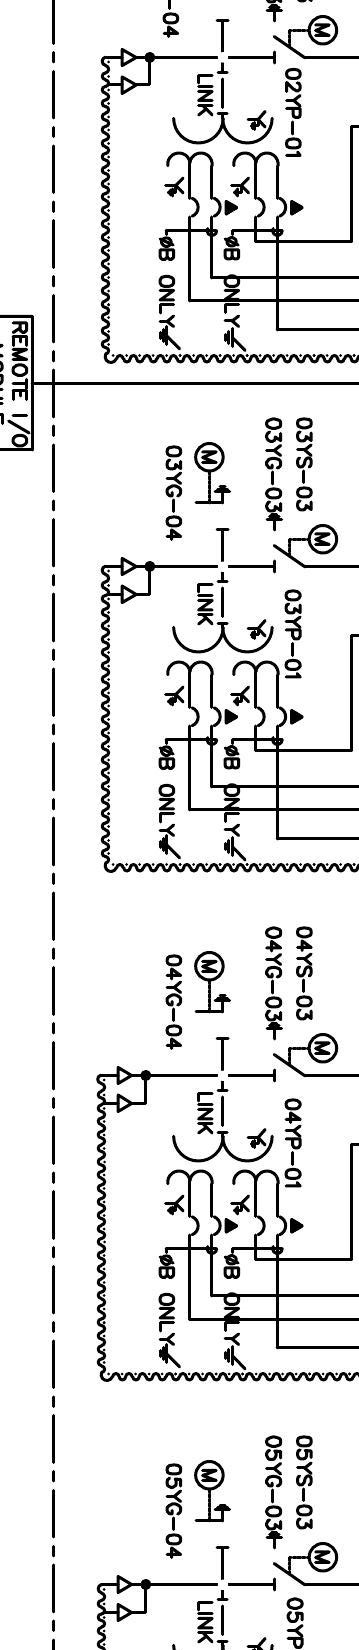 -04
M
LINK
02YP-01
øB ONLY
øB ONLY
REMOTE I/O
MODULE
03YS-03
03YG-03
M
M
03YG-04
LINK
03YP-01
øB ONLY
øB ONLY
04YS-03
04YG-03
M
M
04YG-04
LINK
04YP-01
øB ONLY
øB ONLY
05YS-03
05YG-03
M
M
05YG-04
LINK
05YP